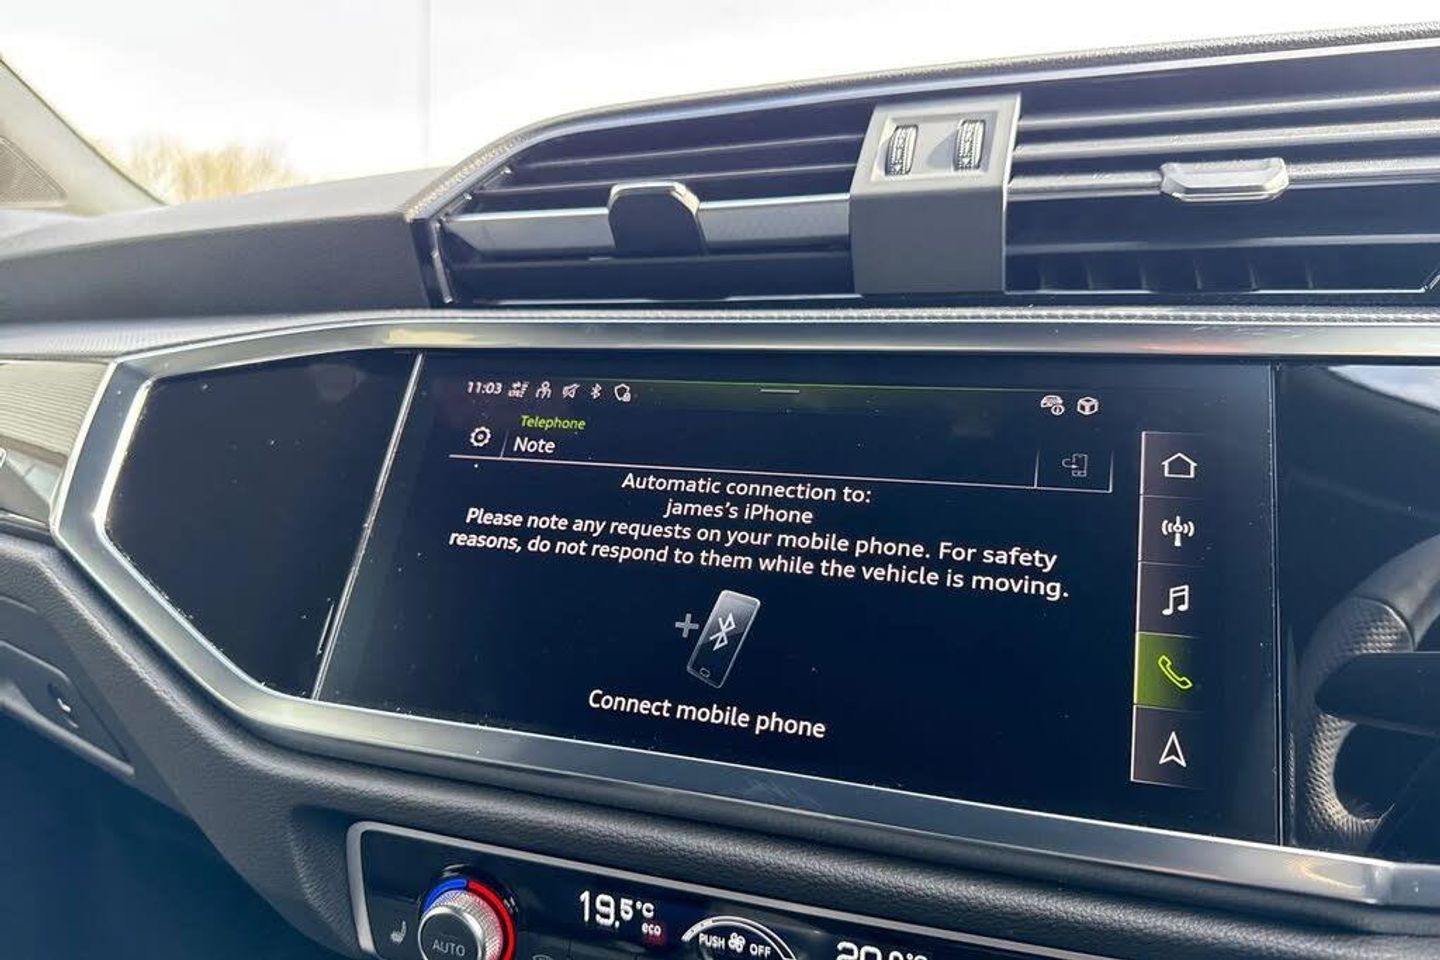 11:03
Telephone
Note
Automatic connection to:
james's iPhone
Please note any requests on your mobile phone. For safety
reasons, do not respond to them while the vehicle is moving.
Connect mobile phone
19.5°C
eco
AUTO
PUSH OFF